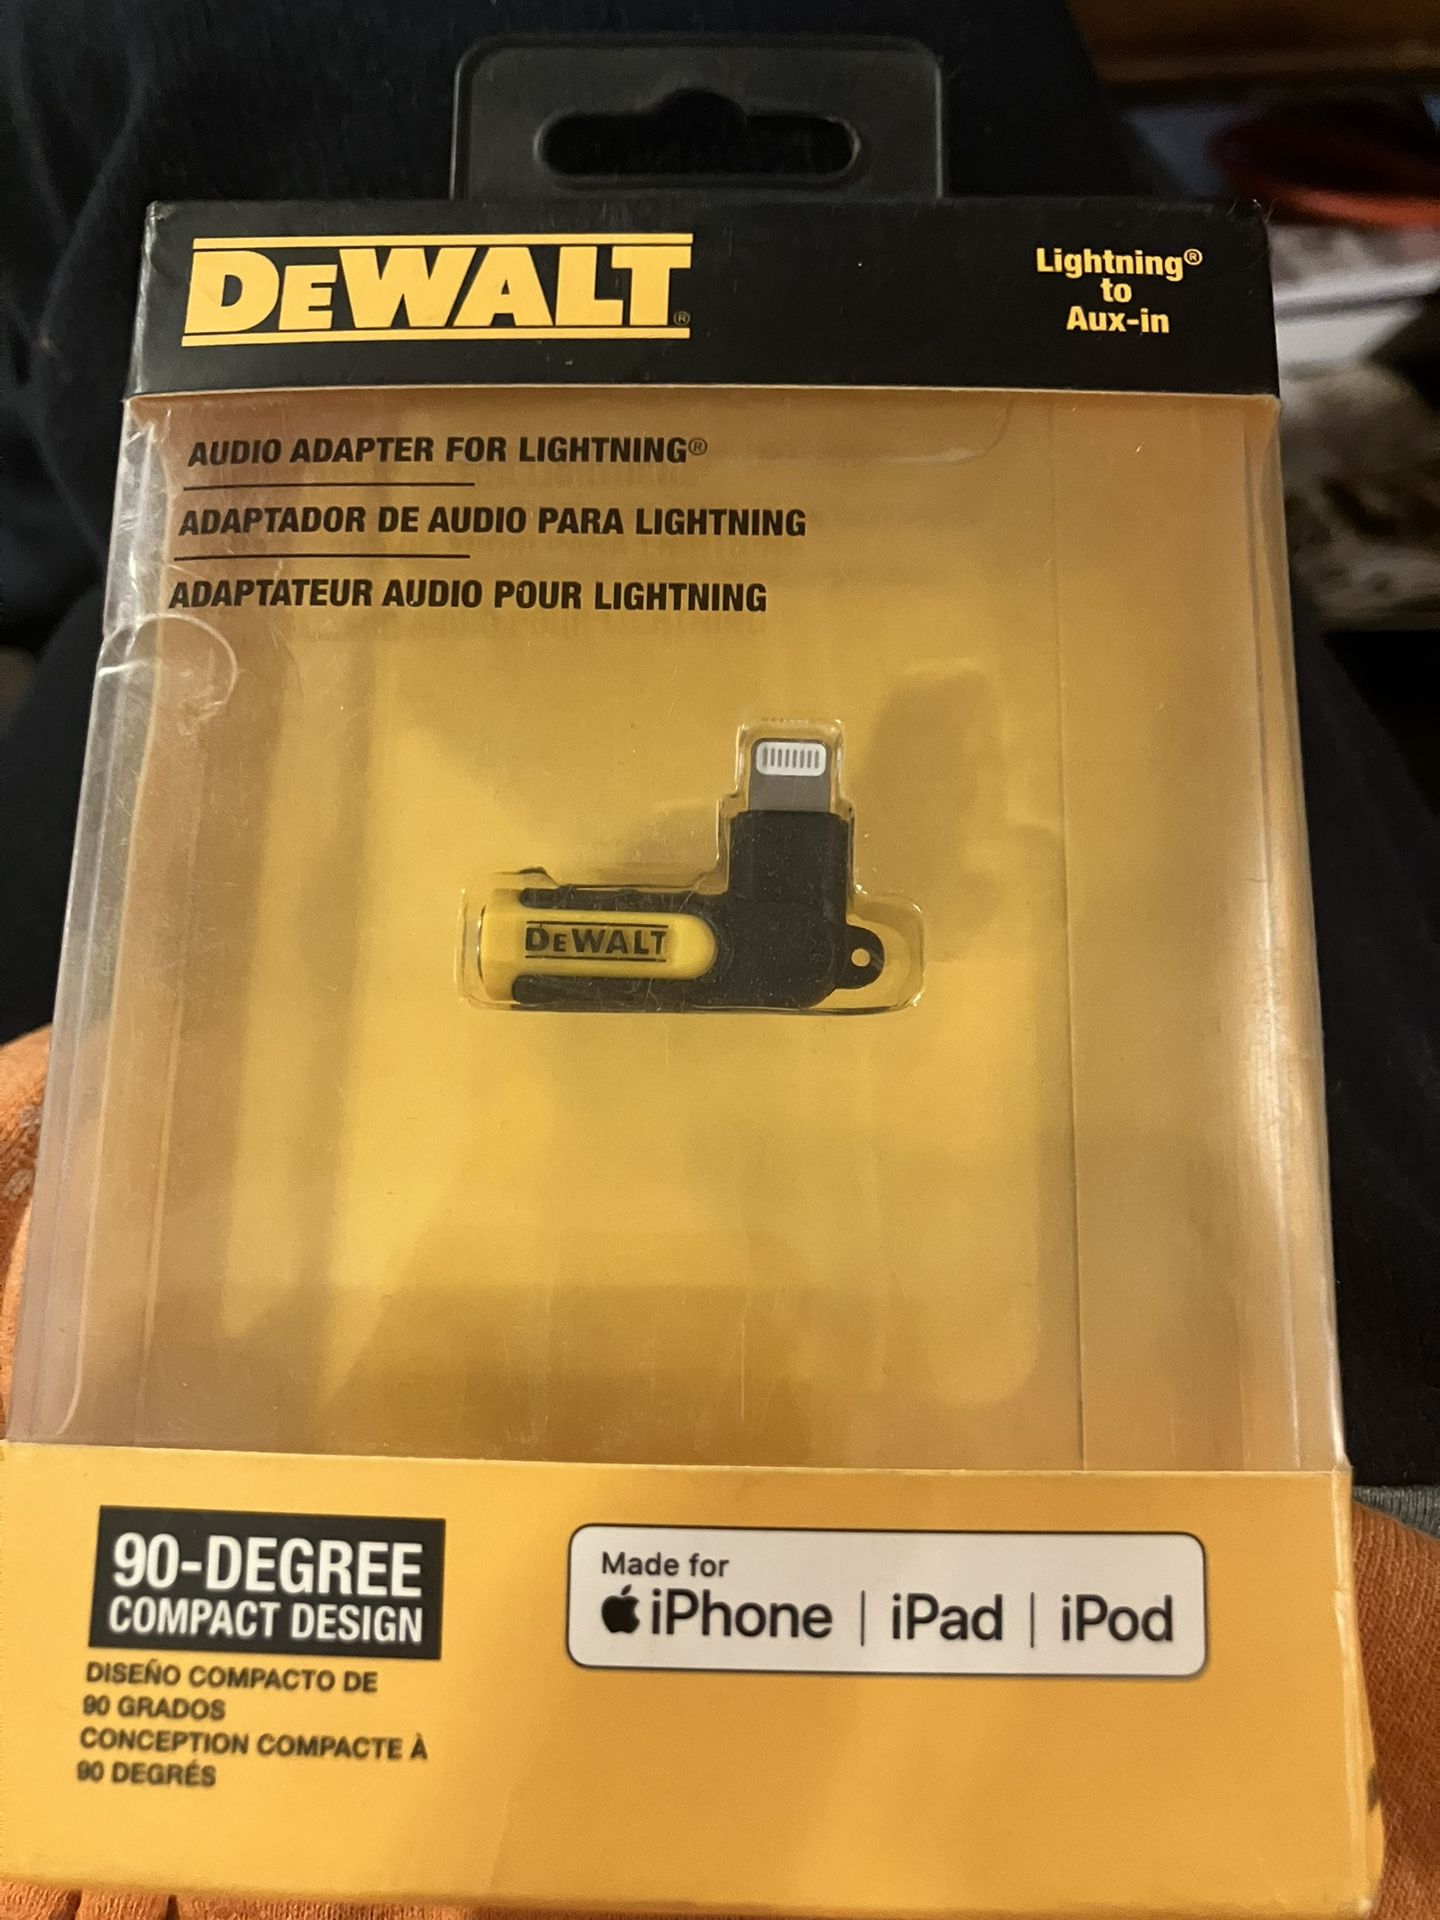 DEWALT®
Lightning®
to
Aux-in
AUDIO ADAPTER FOR LIGHTNING®
ADAPTADOR DE AUDIO PARA LIGHTNING
ADAPTATEUR AUDIO POUR LIGHTNING
DEWALT
90-DEGREE
COMPACT DESIGN
DISEÑO COMPACTO DE
90 GRADOS
CONCEPTION COMPACTE À
90 DEGRÉS
Made for
iPhone | iPad | iPod